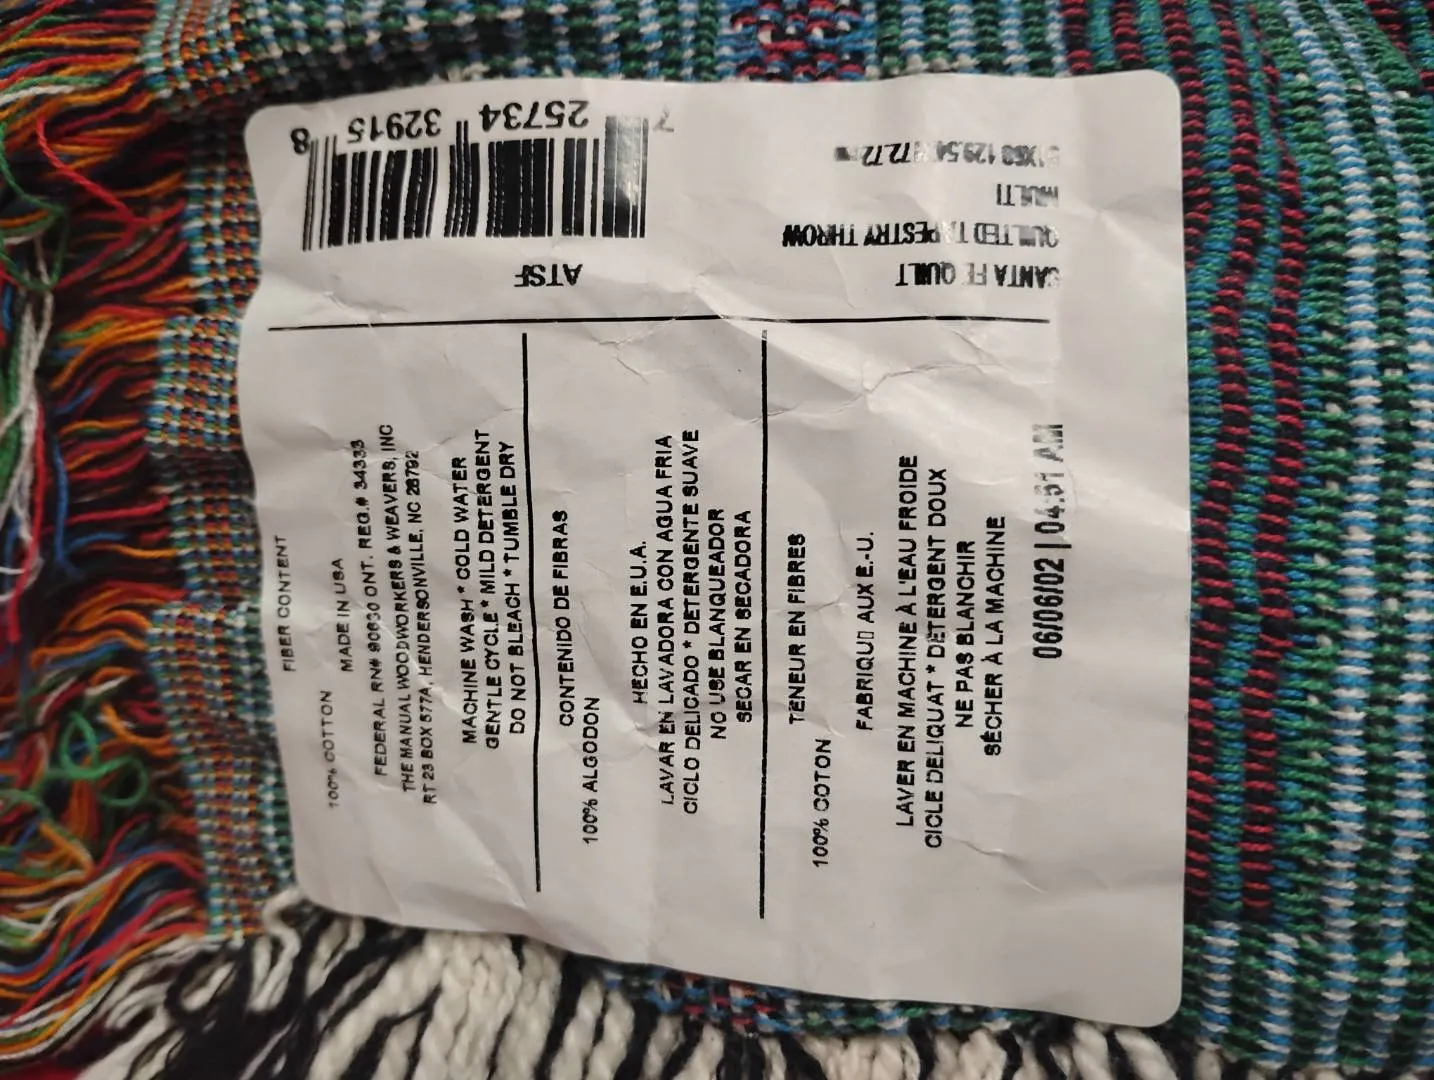 FIBER CONTENT
100% COTTON
MADE IN USA
FEDERAL RN# 90630 ONT. REG.# 34333
THE MANUAL WOODWORKERS & WEAVERS, INC
RT 23 BOX 577A, HENDERSONVILLE, NC 28792
MACHINE WASH * COLD WATER
GENTLE CYCLE * MILD DETERGENT
DO NOT BLEACH * TUMBLE DRY
CONTENIDO DE FIBRAS
100% ALGODON
HECHO EN E.U.A.
LAVAR EN LAVADORA CON AGUA FRIA
CICLO DELICADO * DETERGENTE SUAVE
NO USE BLANQUEADOR
SECAR EN SECADORA
TENEUR EN FIBRES
100% COTON
FABRIQUÙ AUX E.-U.
LAVER EN MACHINE À L'EAU FROIDE
CICLE DELIQUAT * DÈTERGENT DOUX
NE PAS BLANCHIR
SÈCHER À LA MACHINE
06/06/02 | 04:51 AM
SANTA FE QUILT
QUILTED TAPESTRY THROW
MULTI
ATSF
7 25734 32915 8